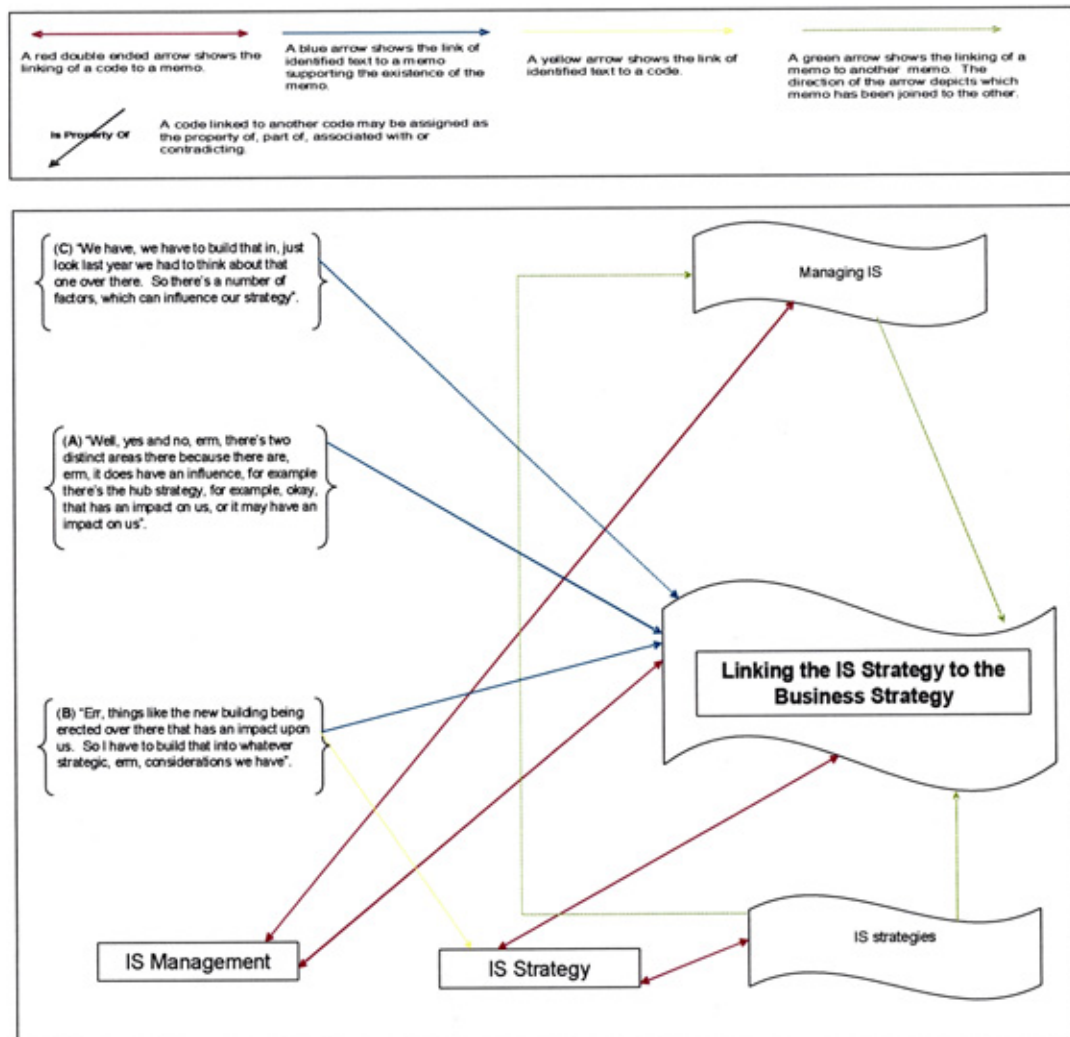 A red double ended arrow shows the
linking of a code to a memo.
A blue arrow shows the link of
identified text to a memo
supporting the existence of the
memo.
A yellow arrow shows the link of
identified text to a code.
A green arrow shows the linking of a
memo to another memo. The
direction of the arrow depicts which
memo has been joined to the other.
Is Property Of
A code linked to another code may be assigned as
the property of, part of, associated with or
contradicting.
(C) "We have, we have to build that in, just
look last year we had to think about that
one over there. So there's a number of
factors, which can influence our strategy".
Managing IS
(A) "Well, yes and no, erm, there's two
distinct areas there because there are,
erm, it does have an influence, for example
there's the hub strategy, for example, okay,
that has an impact on us, or it may have an
impact on us".
Linking the IS Strategy to the
Business Strategy
(B) "Err, things like the new building being
erected over there that has an impact upon
us. So I have to build that into whatever
strategic, erm, considerations we have".
IS strategies
IS Management
IS Strategy